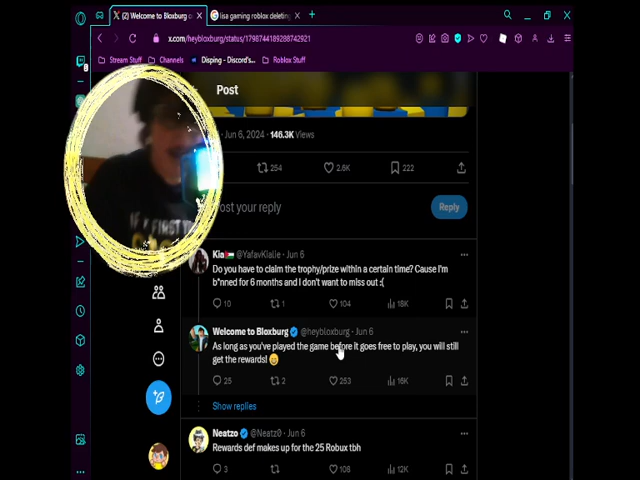 (2) Welcome to Bloxburg
lisa gaming roblox deleting
x.com/heybloxburg/status/1798744189288742921
Stream Stuff
Channels
Disping - Discord's...
Roblox Stuff
Post
Jun 6, 2024 · 146.3K Views
254
2.6K
222
ost your reply
Reply
Kia @YafavKialle · Jun 6
Do you have to claim the trophy/prize within a certain time? Cause I'm
b*nned for 6 months and I don't want to miss out :(
10
1
104
18K
Welcome to Bloxburg @heybloxburg · Jun 6
As long as you've played the game before it goes free to play, you will still
get the rewards!
25
2
253
16K
Show replies
Neatzo @Neatz0 · Jun 6
Rewards def makes up for the 25 Robux tbh
3
108
12K